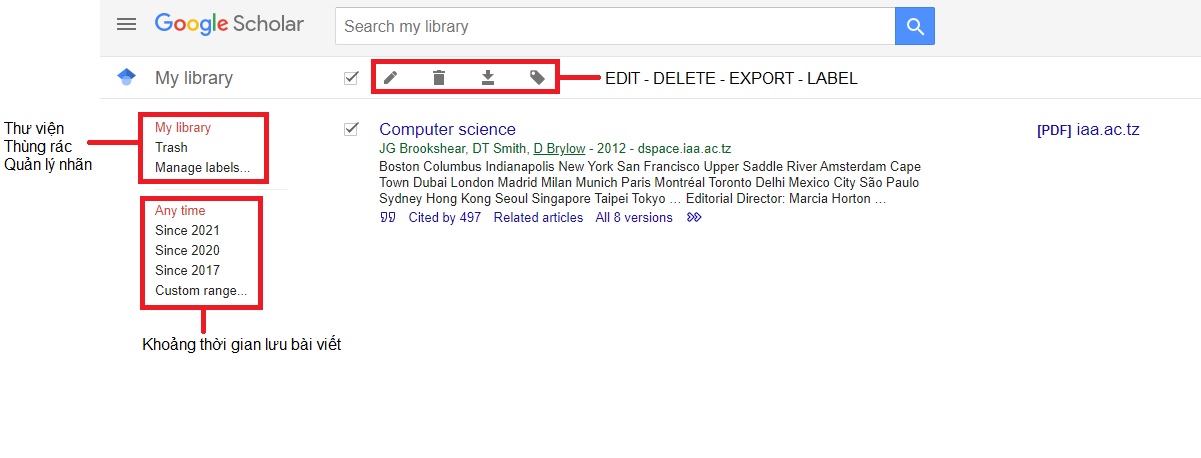 Google Scholar
Search my library
My library
EDIT - DELETE - EXPORT - LABEL
Thư viện
Thùng rác
Quản lý nhãn
My library
Trash
Manage labels...
Any time
Since 2021
Since 2020
Since 2017
Custom range...
Khoảng thời gian lưu bài viết
Computer science
[PDF] iaa.ac.tz
JG Brookshear, DT Smith, D Brylow - 2012 - dspace.iaa.ac.tz
Boston Columbus Indianapolis New York San Francisco Upper Saddle River Amsterdam Cape
Town Dubai London Madrid Milan Munich Paris Montréal Toronto Delhi Mexico City São Paulo
Sydney Hong Kong Seoul Singapore Taipei Tokyo … Editorial Director: Marcia Horton …
Cited by 497 Related articles All 8 versions